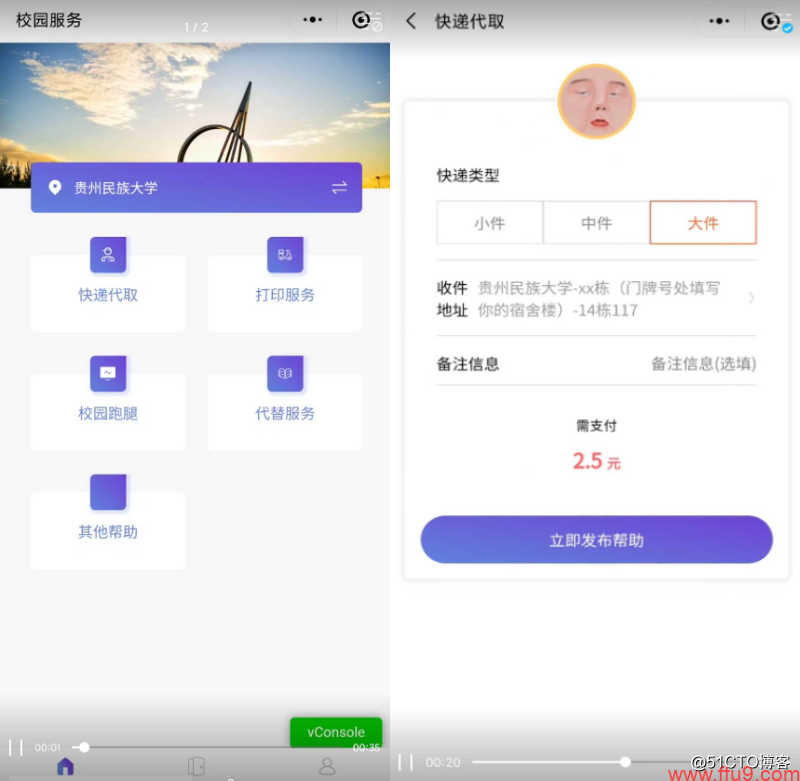 校园服务
1 / 2
贵州民族大学
快递代取
打印服务
校园跑腿
代替服务
其他帮助
vConsole
00:01
00:35
快递代取
快递类型
小件
中件
大件
收件地址
贵州民族大学-xx栋（门牌号处填写
你的宿舍楼）-14栋117
备注信息
备注信息(选填)
需支付
2.5 元
立即发布帮助
00:20
@51CTO博客
www.ffu9.com